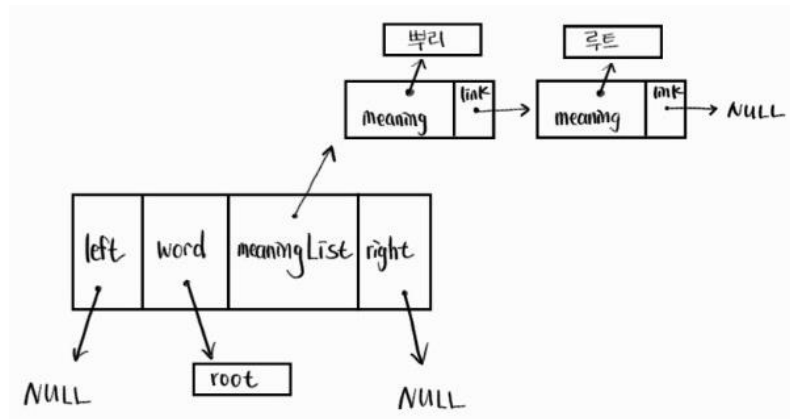 뿌리
루트
meaning
link
meaning
link
NULL
left
word
meaningList
right
NULL
root
NULL